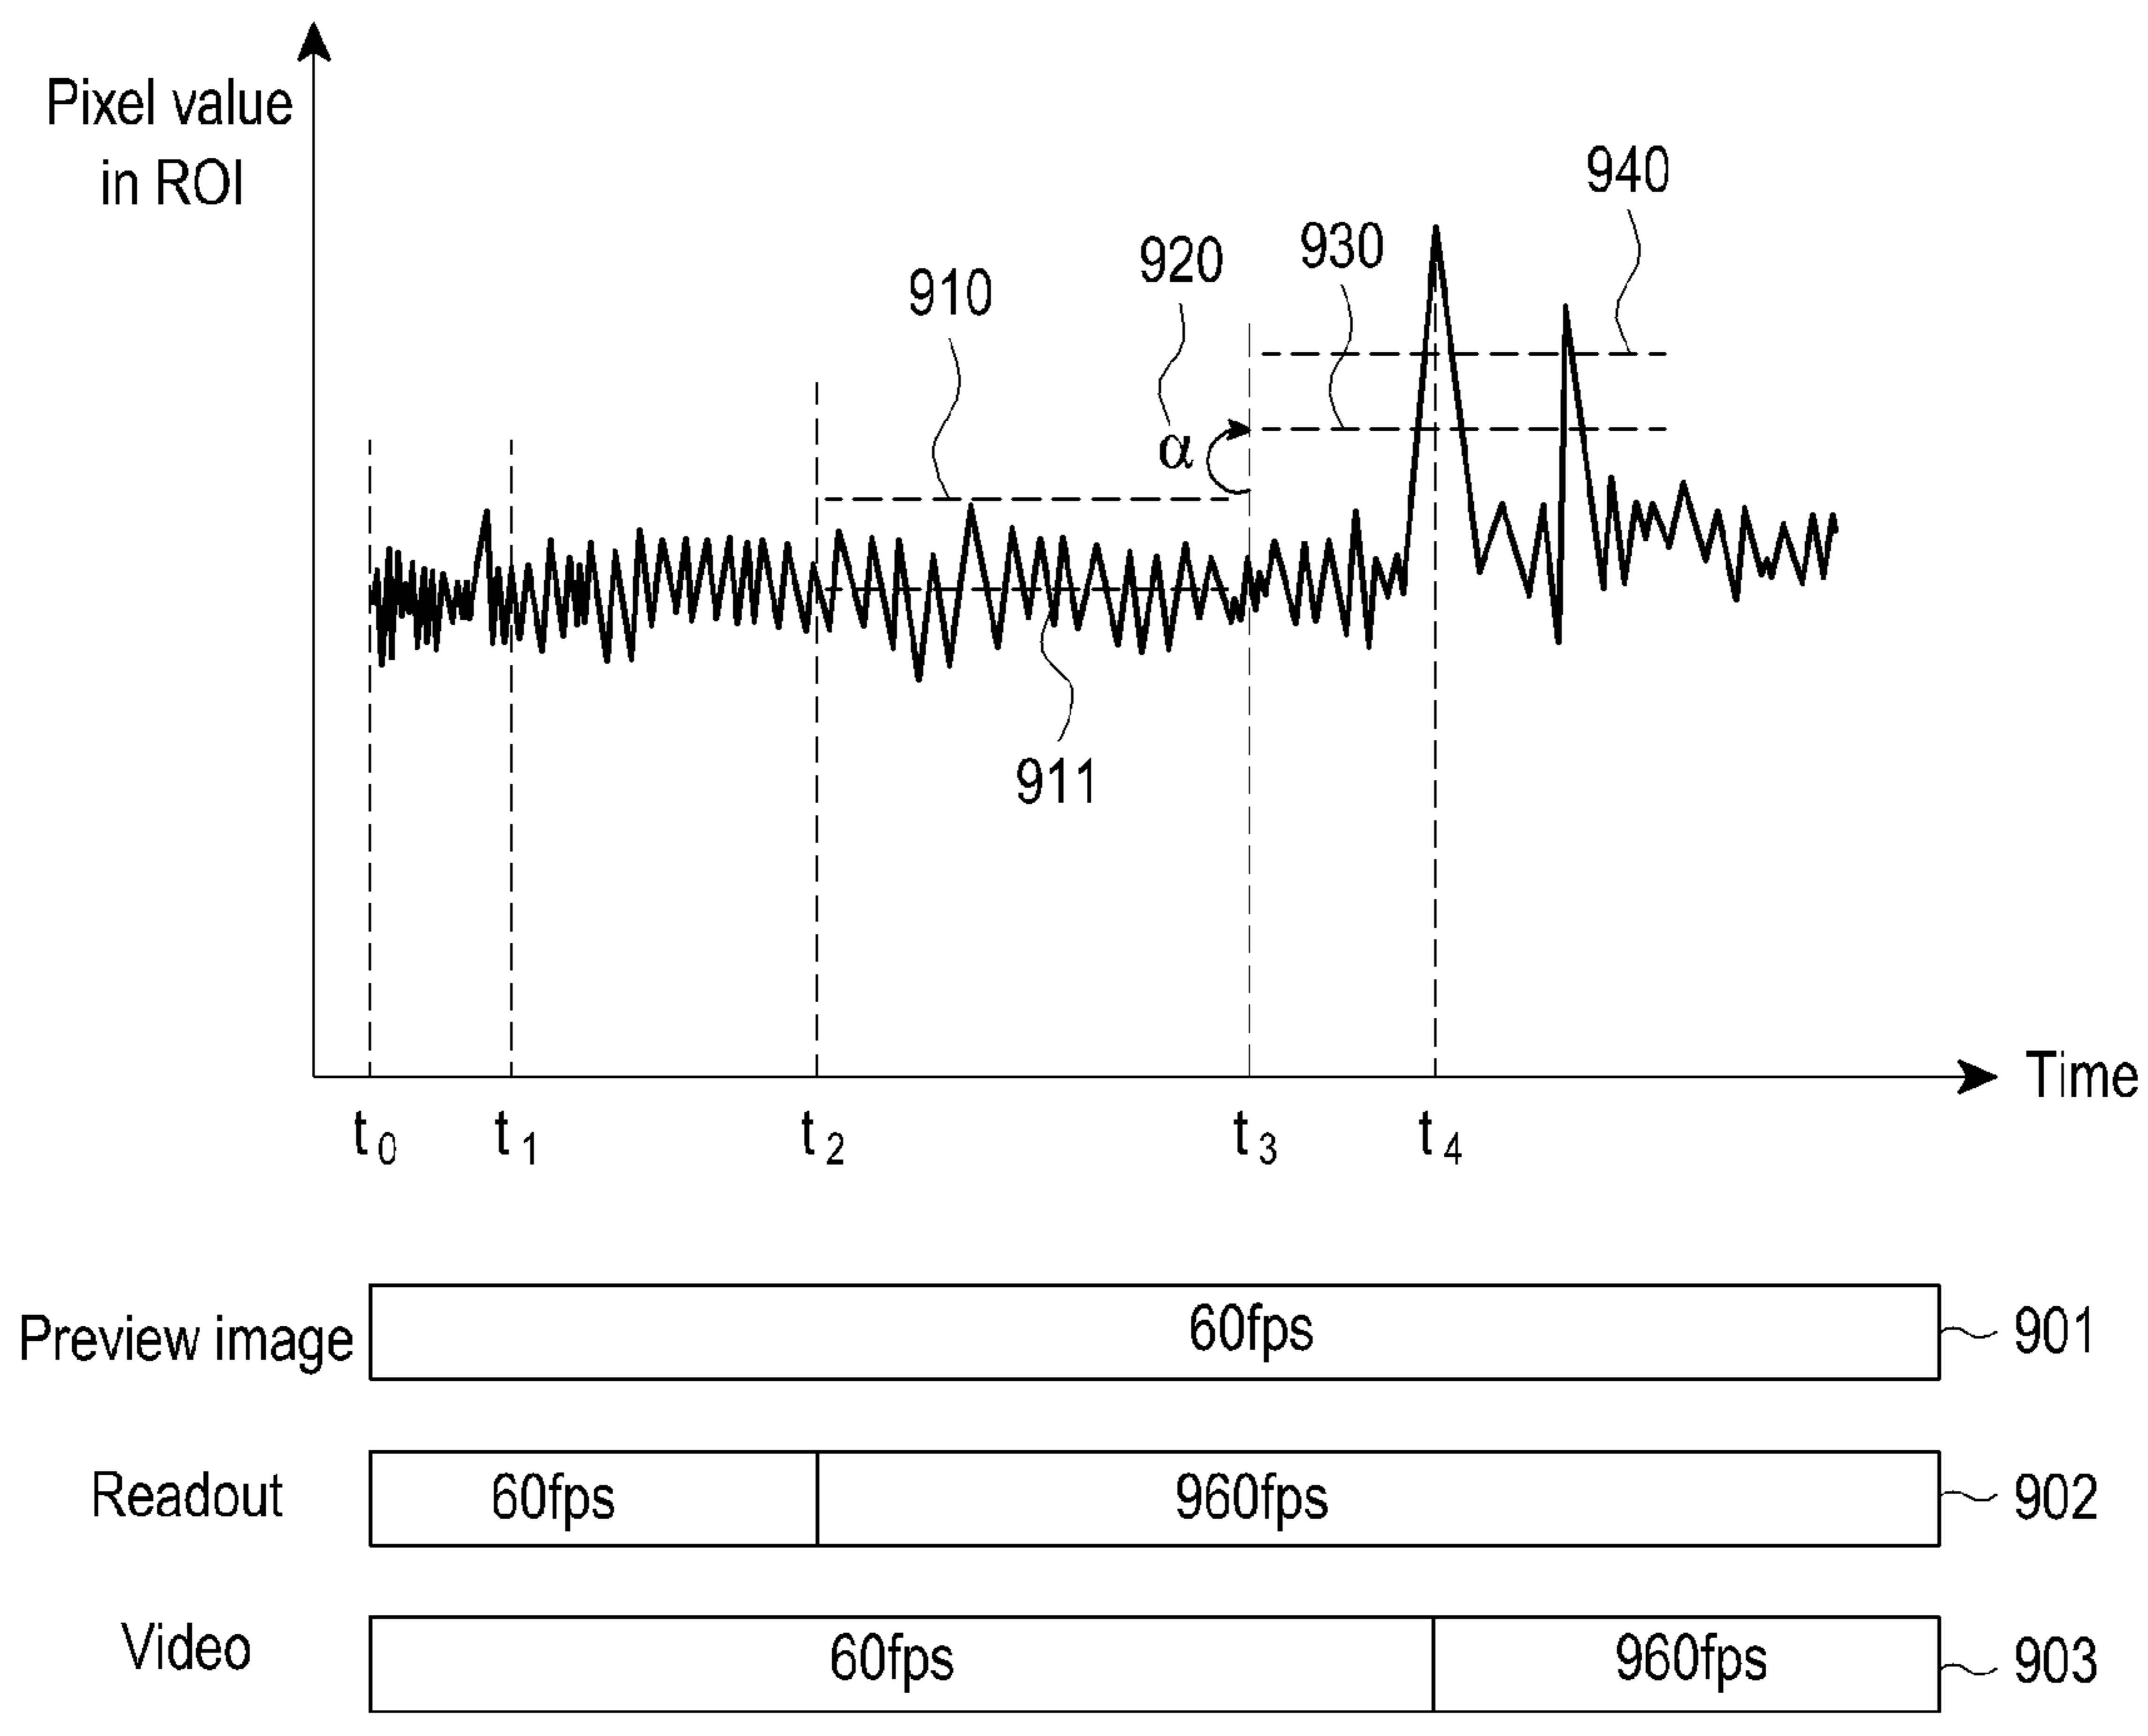 Pixel value
in ROI
940
930
920
910
α
911
Time
t0 t1 t2 t3 t4
Preview image 60fps 901
Readout 60fps 960fps 902
Video 60fps 960fps 903